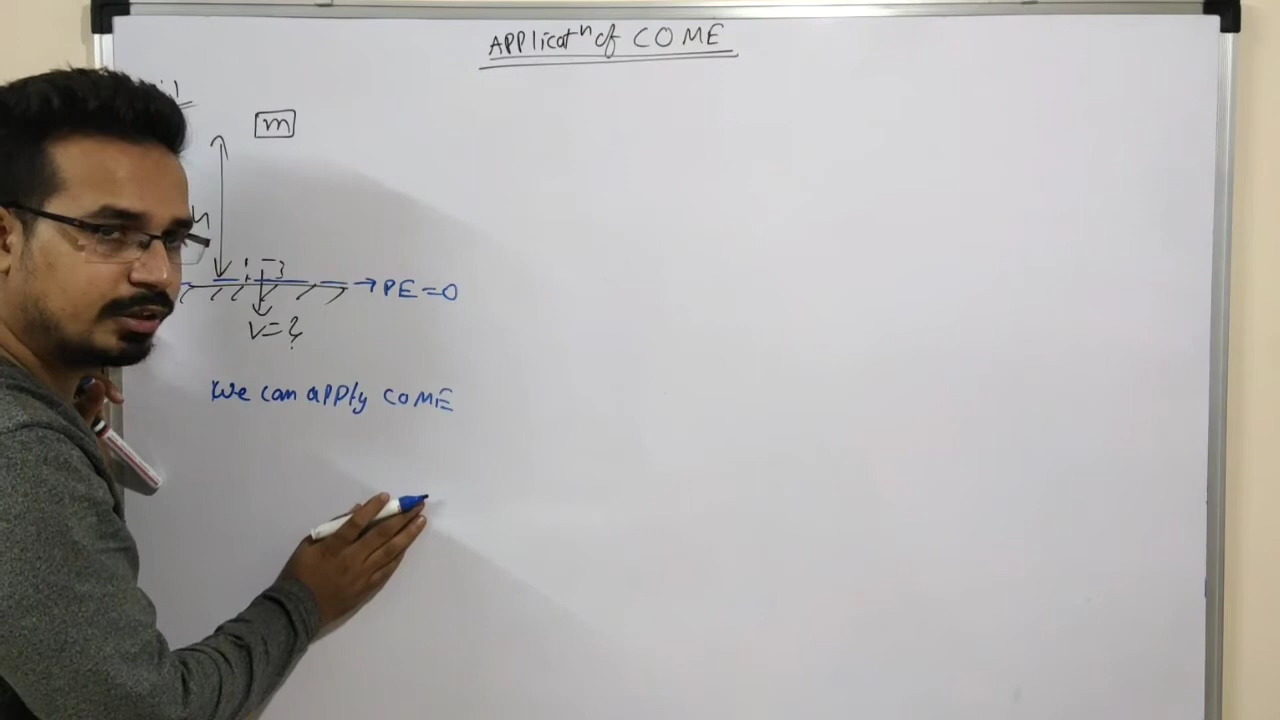 APPlicatⁿ of COME
m
h
→ PE=0
V=?
We can apply COME